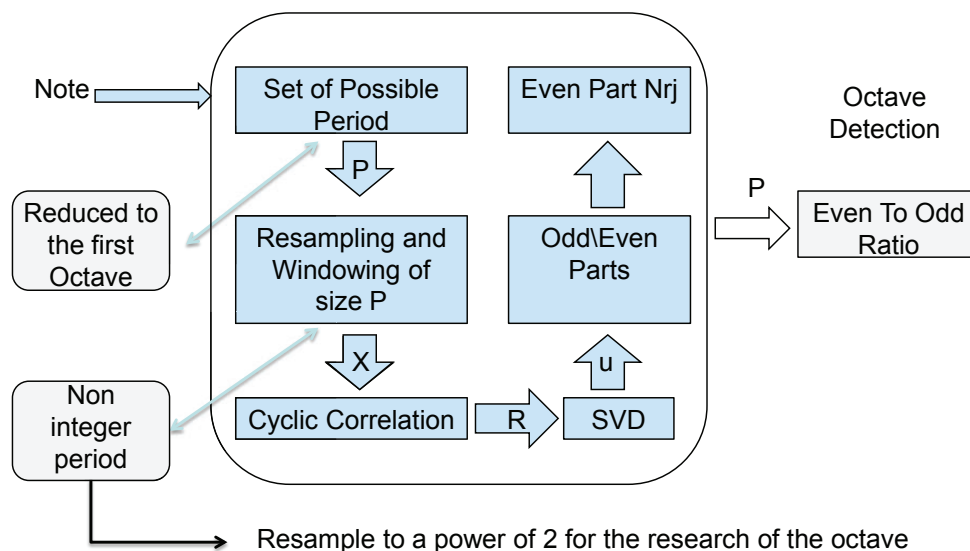 Note
Set of Possible
Period
P
Resampling and
Windowing of
size P
X
Cyclic Correlation
R
SVD
u
Odd\Even
Parts
Even Part Nrj
Reduced to
the first
Octave
Non
integer
period
P
Octave
Detection
Even To Odd
Ratio
Resample to a power of 2 for the research of the octave